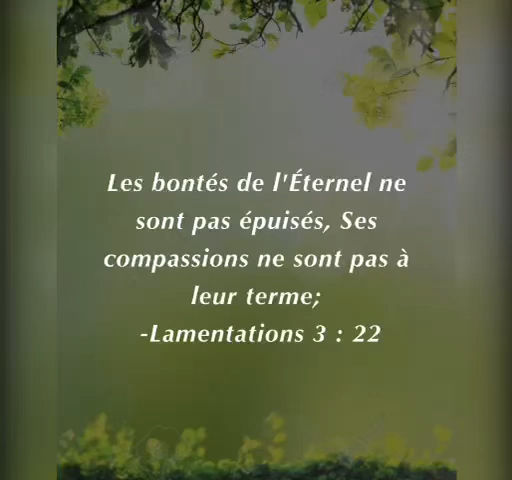 Les bontés de l'Éternel ne
sont pas épuisés, Ses
compassions ne sont pas à
leur terme;
-Lamentations 3 : 22